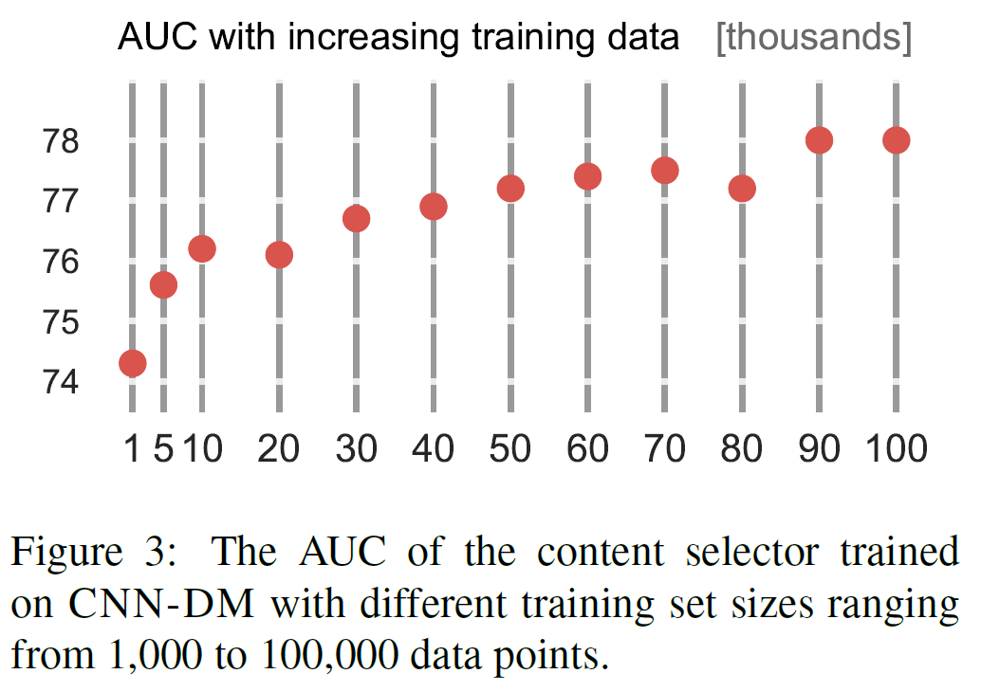 AUC with increasing training data [thousands]
78
77
76
75
74
1 5 10 20 30 40 50 60 70 80 90 100
Figure 3: The AUC of the content selector trained
on CNN-DM with different training set sizes ranging
from 1,000 to 100,000 data points.